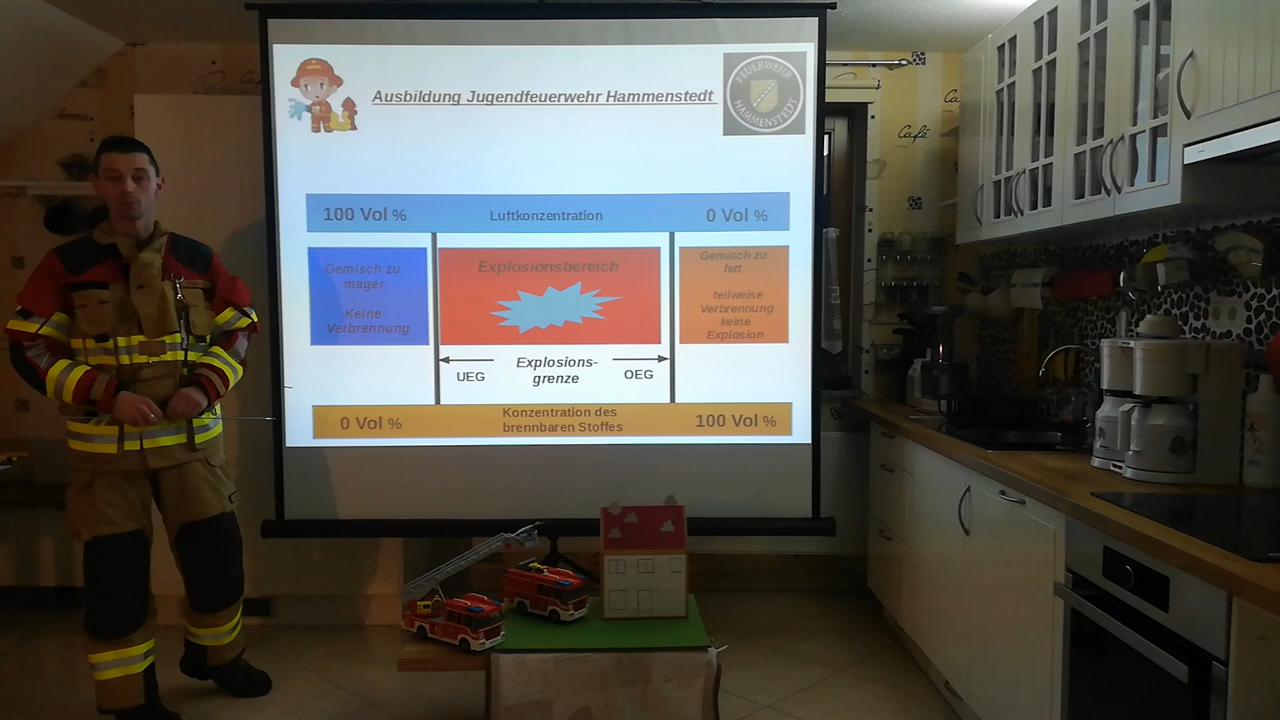 Ausbildung Jugendfeuerwehr Hammenstedt
FEUERWEHR
HAMMENSTEDT
100 Vol %
Luftkonzentration
0 Vol %
Gemisch zu
mager
Keine
Verbrennung
Explosionsbereich
Gemisch zu
fett
teilweise
Verbrennung
keine
Explosion
UEG
Explosions-
grenze
OEG
0 Vol %
Konzentration des
brennbaren Stoffes
100 Vol %
Café